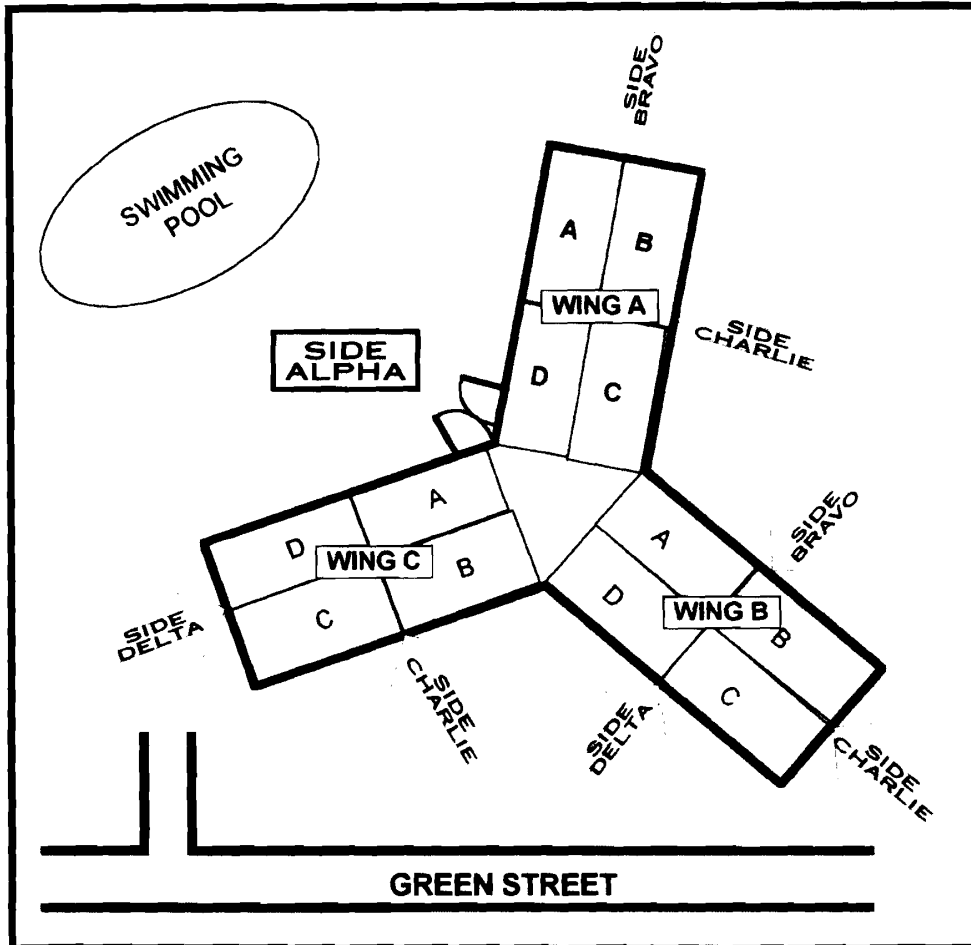 SIDE
BRAVO
SWIMMING
POOL
A
B
WING A
SIDE
CHARLIE
SIDE
ALPHA
D
C
A
D
WING C
B
C
SIDE
DELTA
SIDE
CHARLIE
SIDE
BRAVO
A
D
WING B
B
C
SIDE
DELTA
SIDE
CHARLIE
GREEN STREET